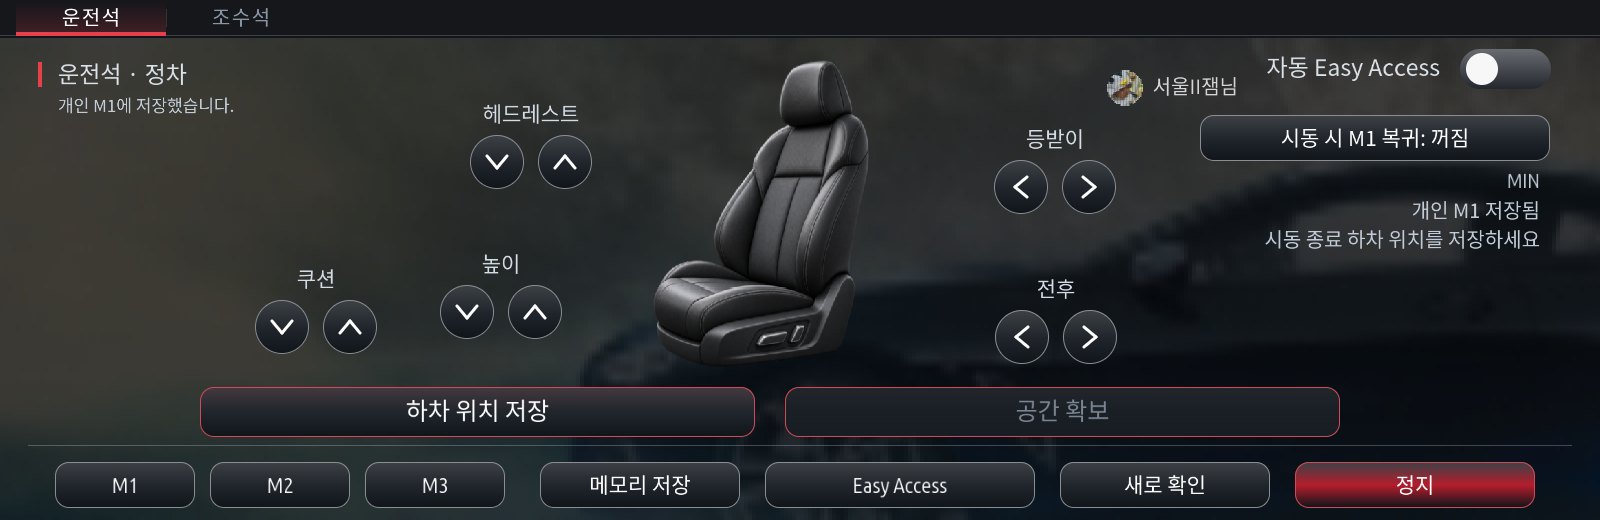 운전석
조수석
운전석 · 정차
개인 M1에 저장했습니다.
헤드레스트
서울II잼님
자동 Easy Access
등받이
시동 시 M1 복귀: 꺼짐
MIN
개인 M1 저장됨
시동 종료 하차 위치를 저장하세요
쿠션
높이
전후
하차 위치 저장
공간 확보
M1
M2
M3
메모리 저장
Easy Access
새로 확인
정지